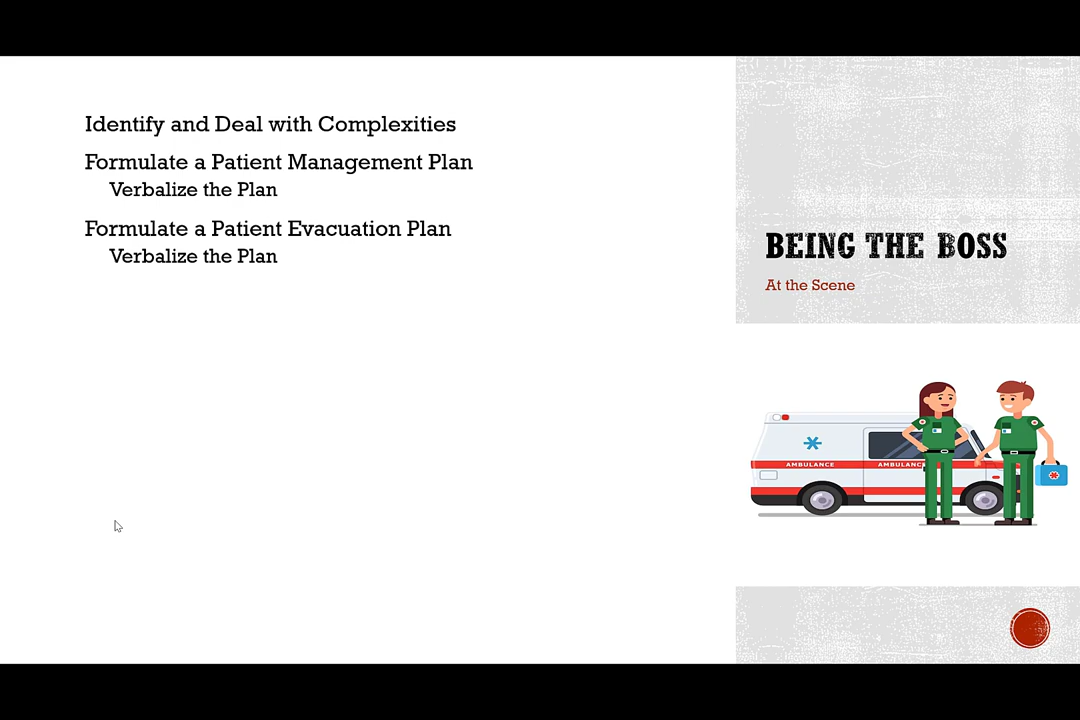 Identify and Deal with Complexities
Formulate a Patient Management Plan
Verbalize the Plan
Formulate a Patient Evacuation Plan
Verbalize the Plan
BEING THE BOSS
At the Scene
AMBULANCE
AMBULANC